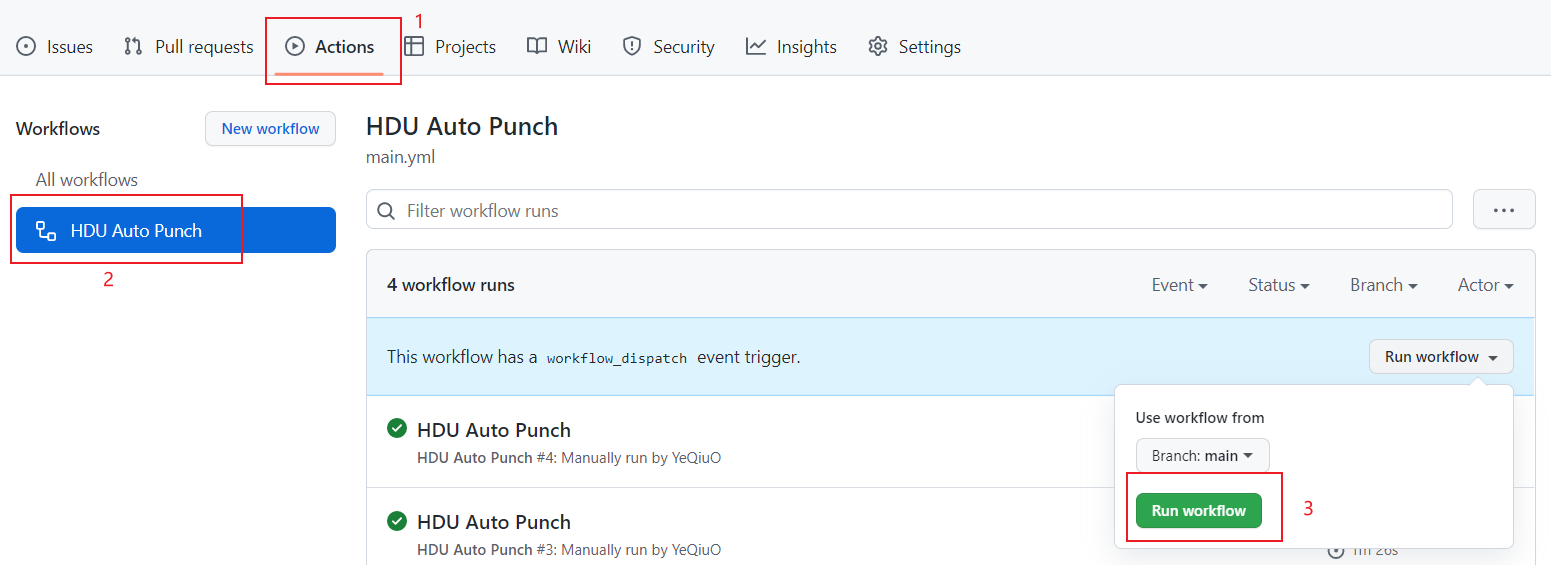 1
Issues Pull requests Actions Projects Wiki Security Insights Settings
Workflows New workflow
All workflows
HDU Auto Punch
2
HDU Auto Punch
main.yml
Filter workflow runs
4 workflow runs Event Status Branch Actor
This workflow has a workflow_dispatch event trigger. Run workflow
Use workflow from
Branch: main
Run workflow 3
HDU Auto Punch
HDU Auto Punch #4: Manually run by YeQiuO
HDU Auto Punch
HDU Auto Punch #3: Manually run by YeQiuO
1m 26s